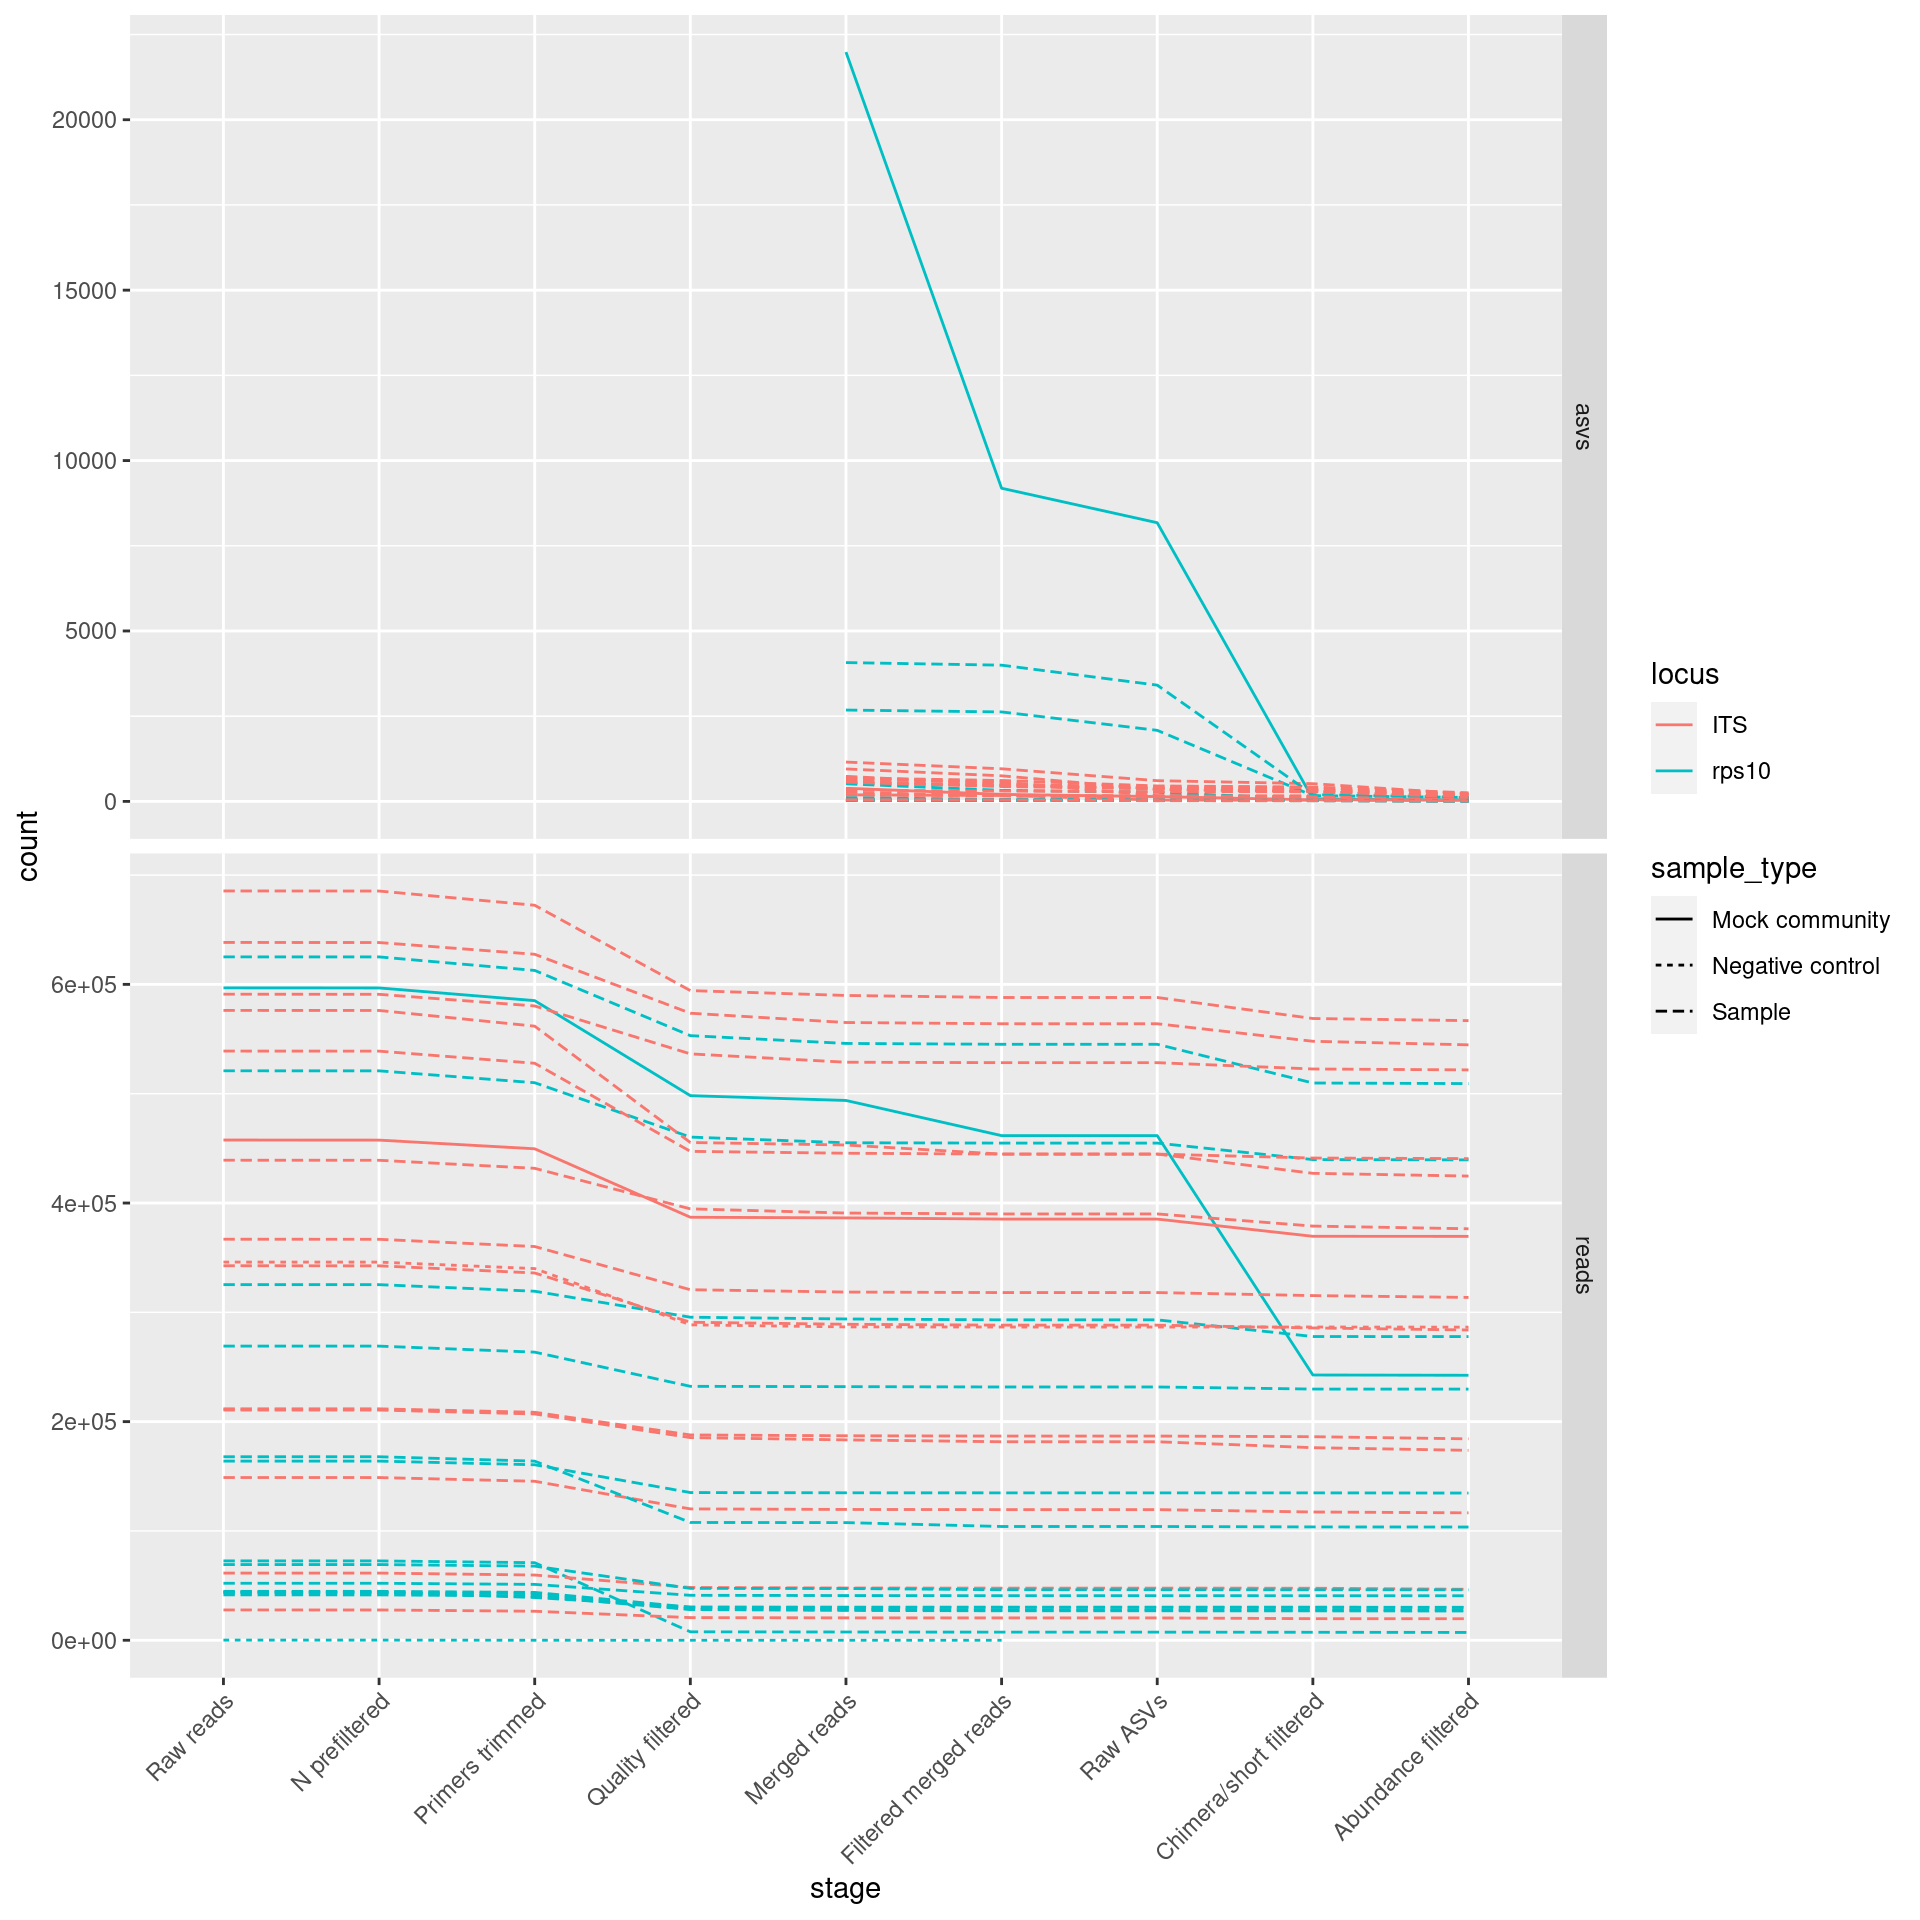 count
20000
15000
10000
5000
0
asvs
6e+05
4e+05
2e+05
0e+00
reads
Raw reads
N prefiltered
Primers trimmed
Quality filtered
Merged reads
Filtered merged reads
Raw ASVs
Chimera/short filtered
Abundance filtered
stage
locus
ITS
rps10
sample_type
Mock community
Negative control
Sample